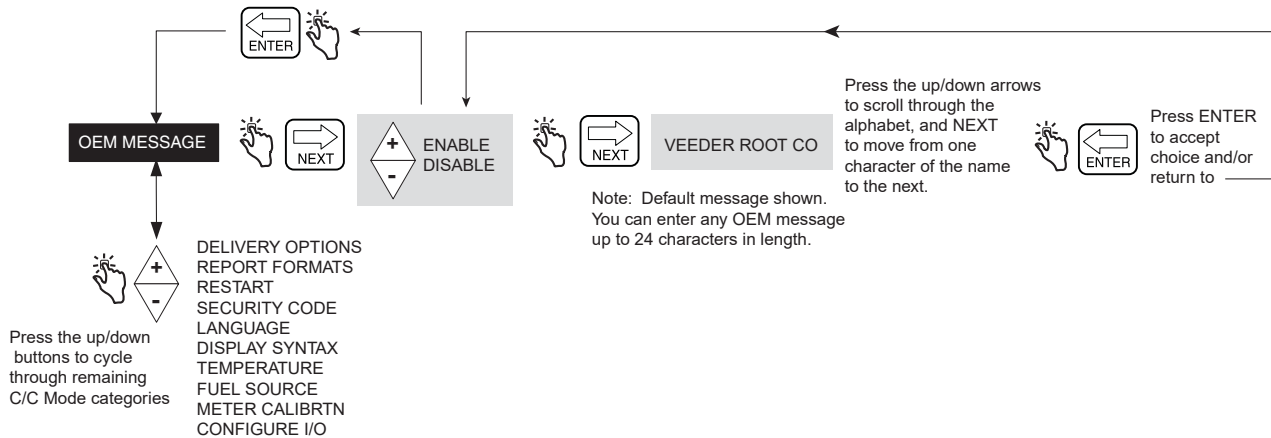 ENTER
OEM MESSAGE
NEXT
+
-
ENABLE
DISABLE
NEXT
VEEDER ROOT CO
Note: Default message shown.
You can enter any OEM message
up to 24 characters in length.
Press the up/down arrows
to scroll through the
alphabet, and NEXT
to move from one
character of the name
to the next.
ENTER
Press ENTER
to accept
choice and/or
return to
+
-
Press the up/down
buttons to cycle
through remaining
C/C Mode categories
DELIVERY OPTIONS
REPORT FORMATS
RESTART
SECURITY CODE
LANGUAGE
DISPLAY SYNTAX
TEMPERATURE
FUEL SOURCE
METER CALIBRTN
CONFIGURE I/O